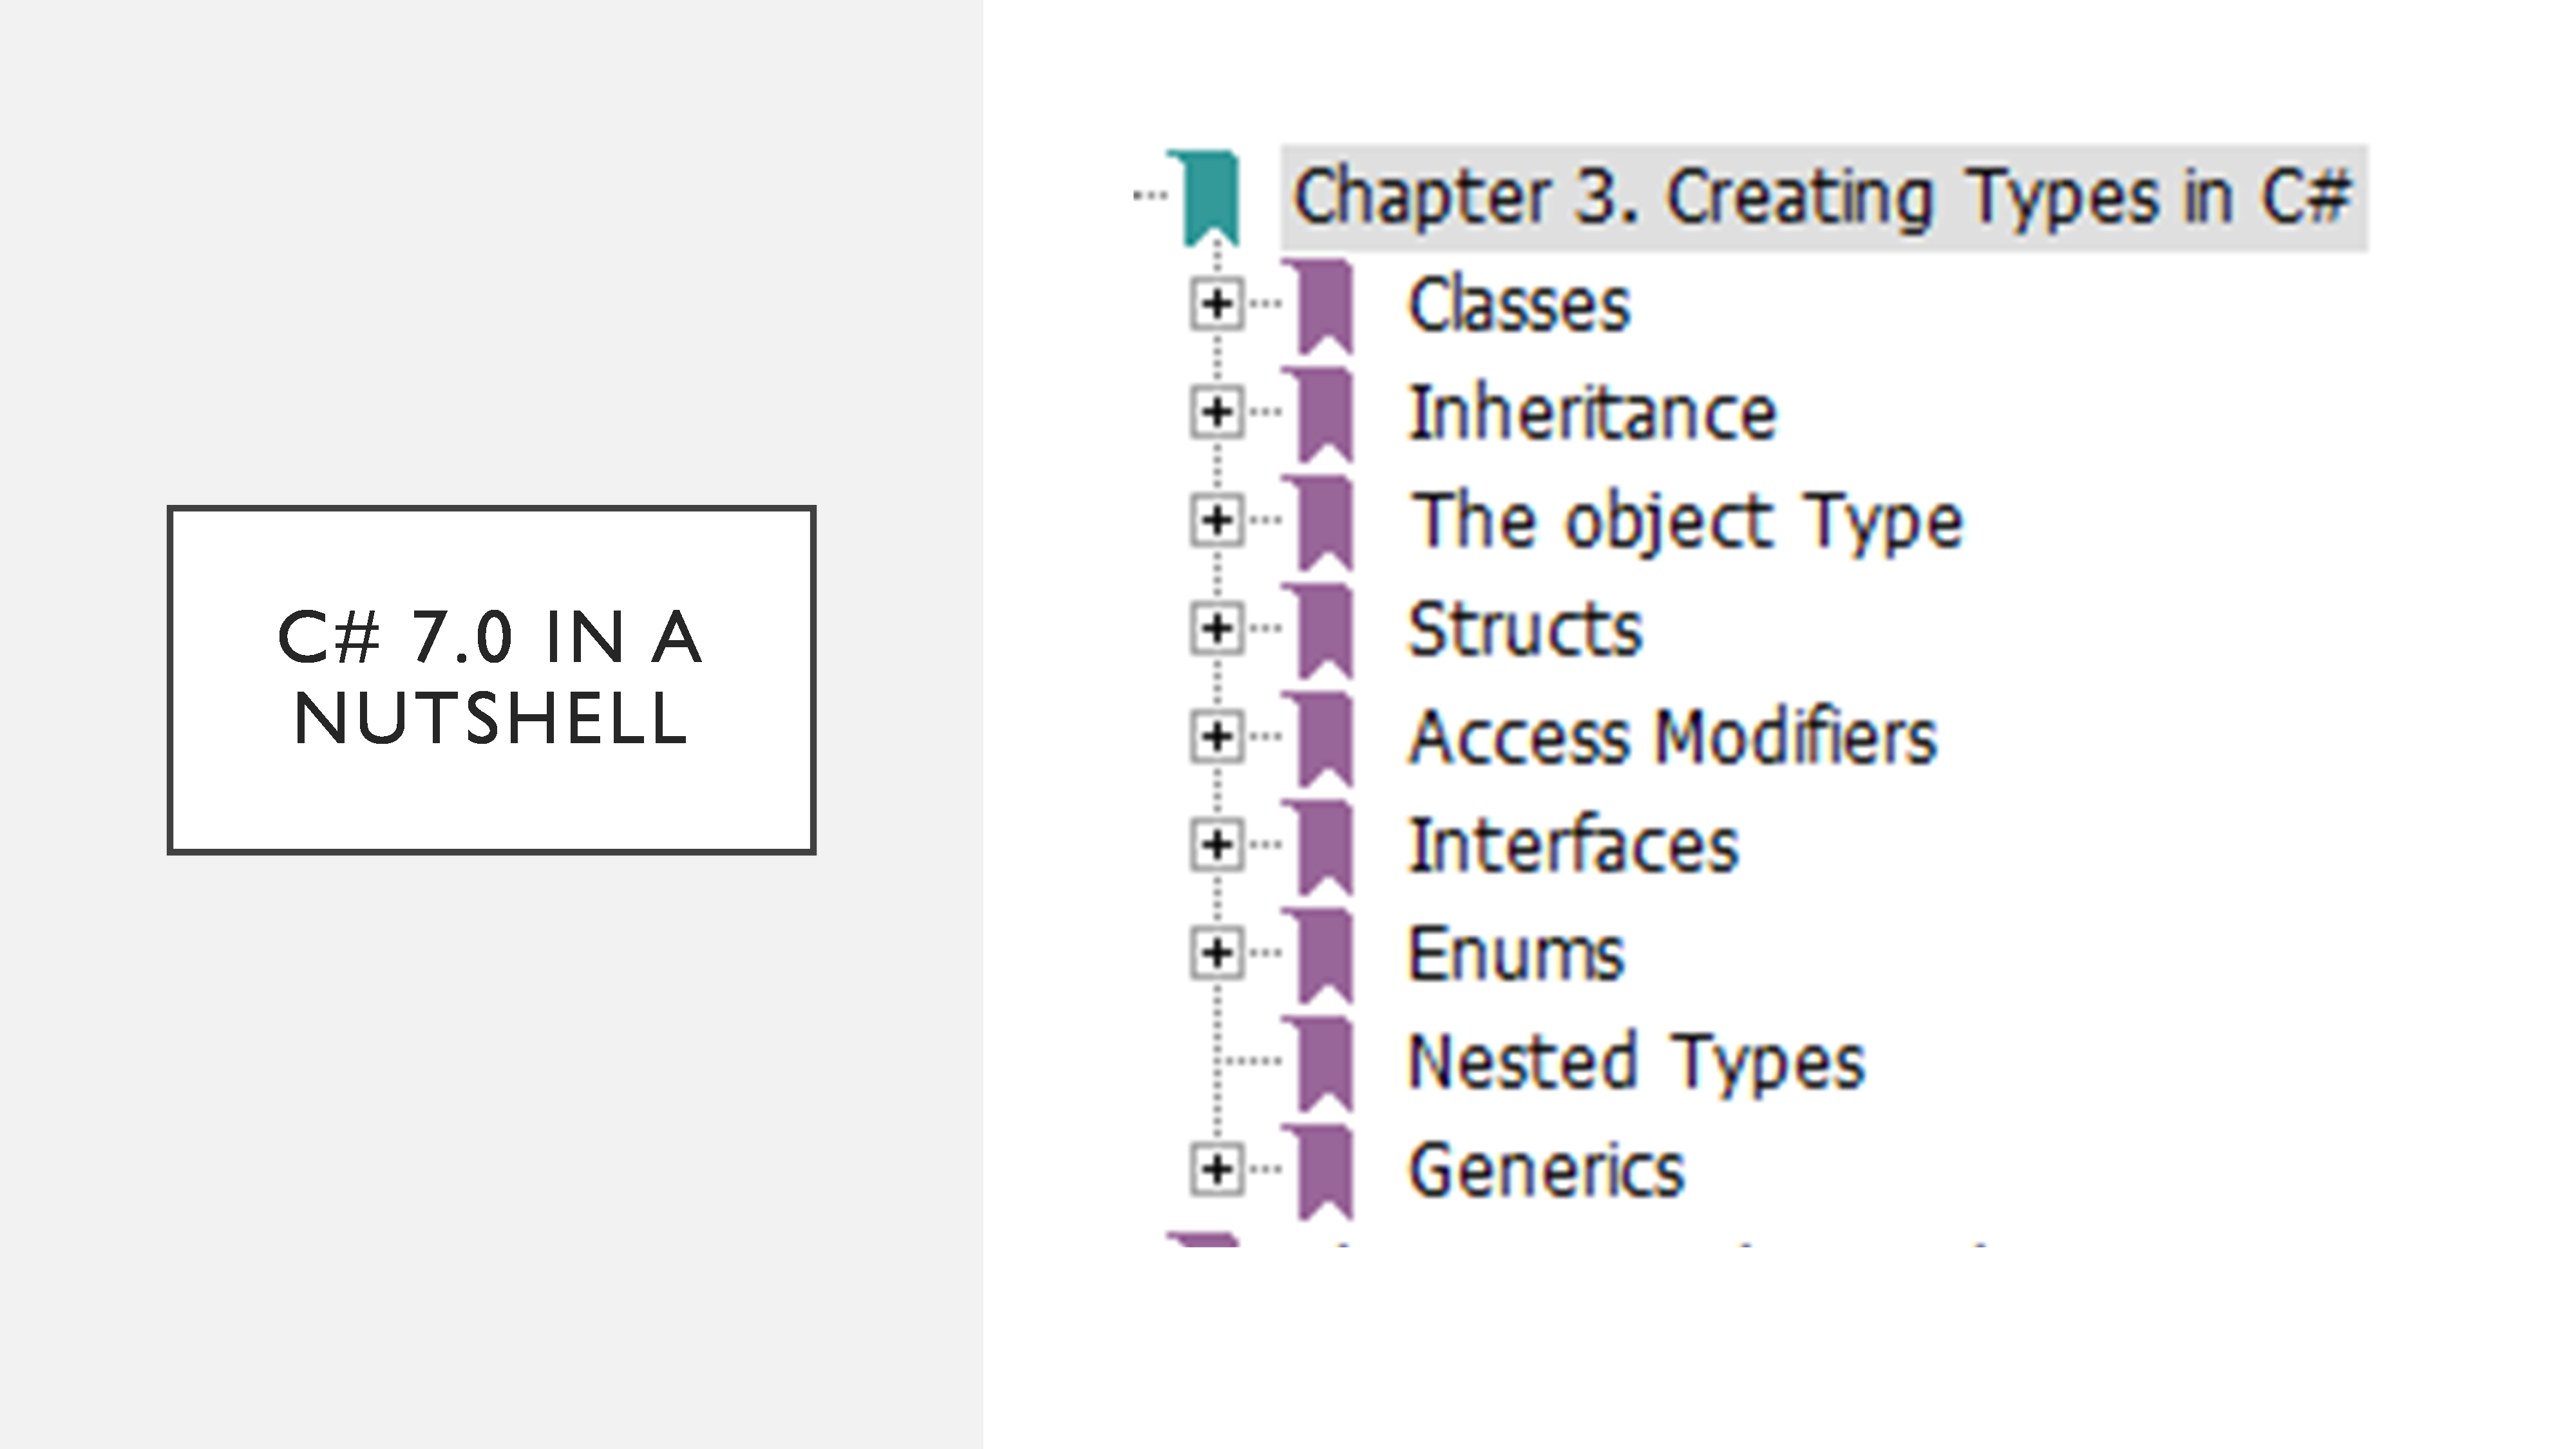 C# 7.0 IN A
NUTSHELL
Chapter 3. Creating Types in C#
Classes
Inheritance
The object Type
Structs
Access Modifiers
Interfaces
Enums
Nested Types
Generics